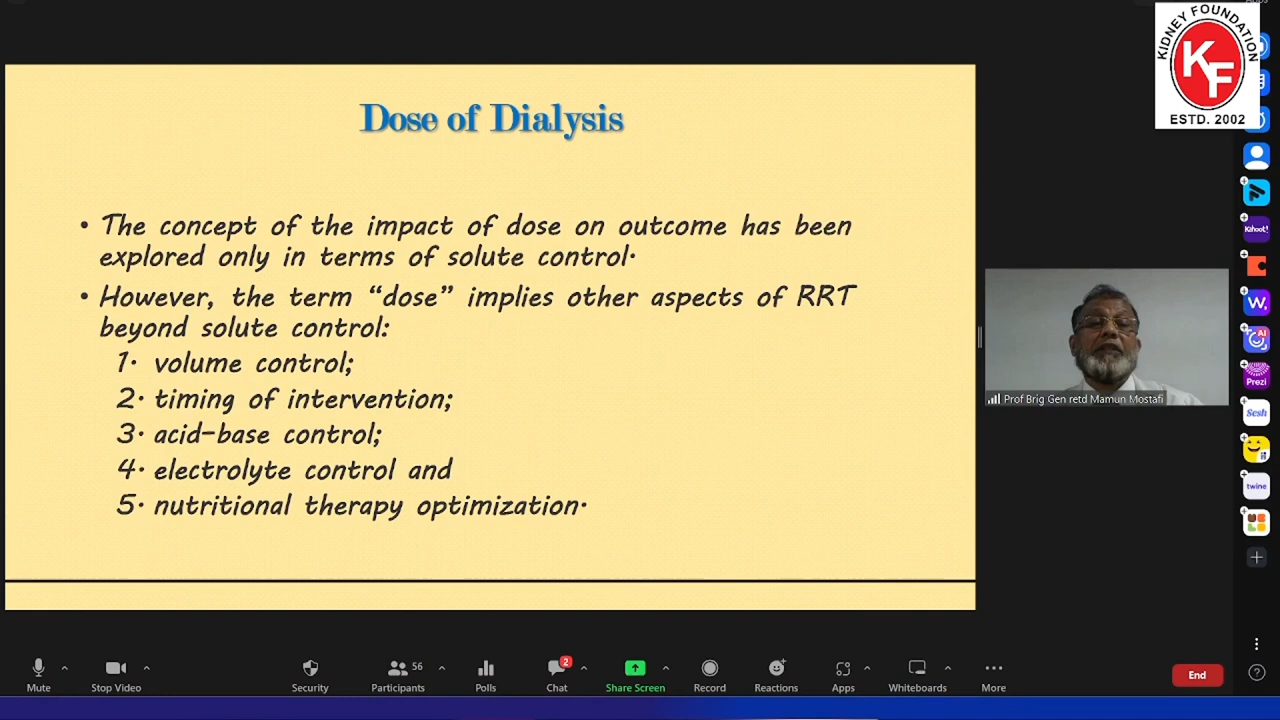 KIDNEY FOUNDATION
KF
ESTD. 2002
Dose of Dialysis
• The concept of the impact of dose on outcome has been
explored only in terms of solute control.
• However, the term “dose” implies other aspects of RRT
beyond solute control:
1. volume control;
2. timing of intervention;
3. acid-base control;
4. electrolyte control and
5. nutritional therapy optimization.
Prof Brig Gen retd Mamun Mostafi
Kahoot!
W.
AI
Prezi
Sesh
twine
56
2
Mute
Stop Video
Security
Participants
Polls
Chat
Share Screen
Record
Reactions
Apps
Whiteboards
More
End